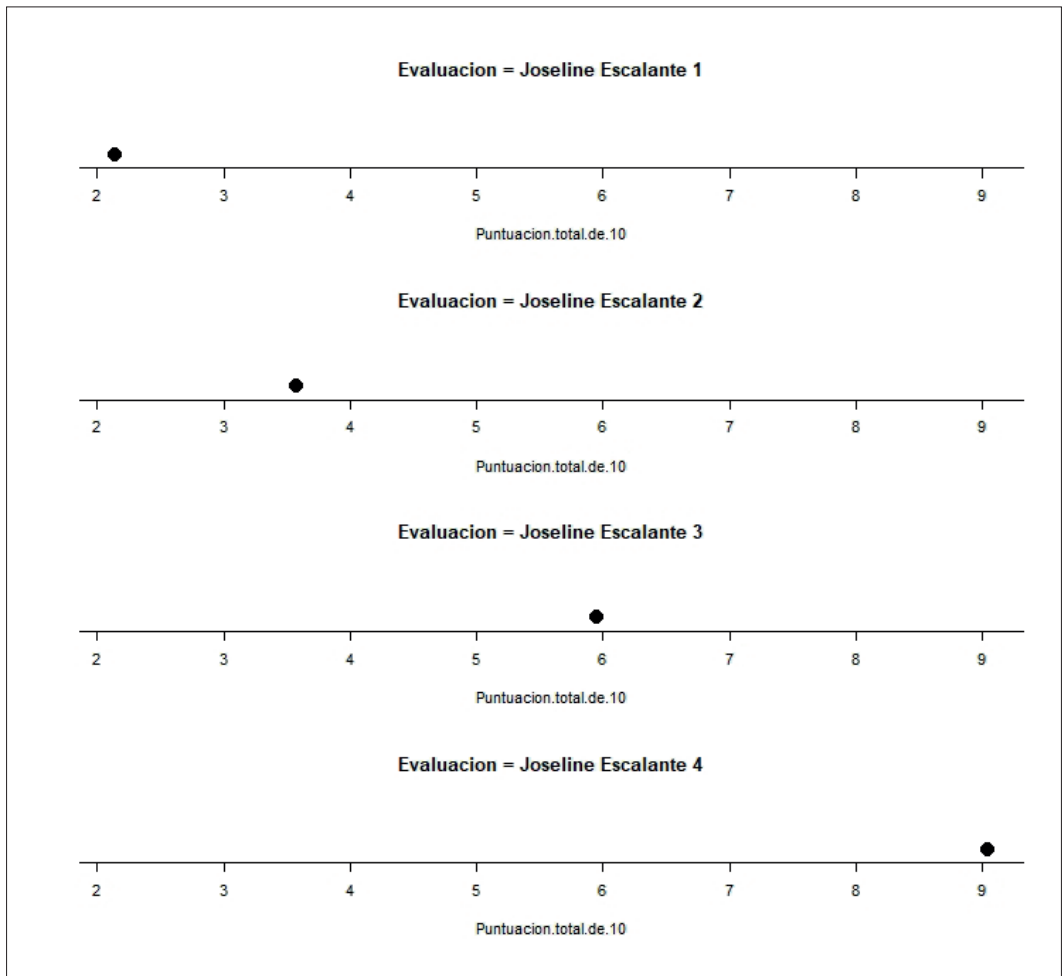 Evaluacion = Joseline Escalante 1
2 3 4 5 6 7 8 9
Puntuacion.total.de.10
Evaluacion = Joseline Escalante 2
2 3 4 5 6 7 8 9
Puntuacion.total.de.10
Evaluacion = Joseline Escalante 3
2 3 4 5 6 7 8 9
Puntuacion.total.de.10
Evaluacion = Joseline Escalante 4
2 3 4 5 6 7 8 9
Puntuacion.total.de.10